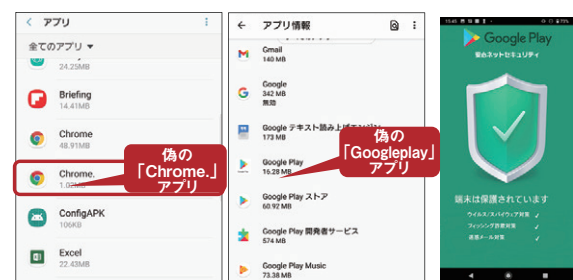 アプリ
全てのアプリ ▼
24.25MB
Briefing
14.41MB
Chrome
48.91MB
Chrome.
偽の
「Chrome.」
アプリ
ConfigAPK
106KB
Excel
22.43MB
アプリ情報
Gmail
140 MB
Google
342 MB
無効
Google テキスト読み上げエンジン
173 MB
Google Play
16.28 MB
偽の
「Googleplay」
アプリ
Google Play ストア
60.92 MB
Google Play 開発者サービス
574 MB
Google Play Music
73.38 MB
15:45
Google Play
安心ネットセキュリティ
端末は保護されています
ウイルス/スパイウェア対策 ✓
フィッシング詐欺対策 ✓
迷惑メール対策 ✓